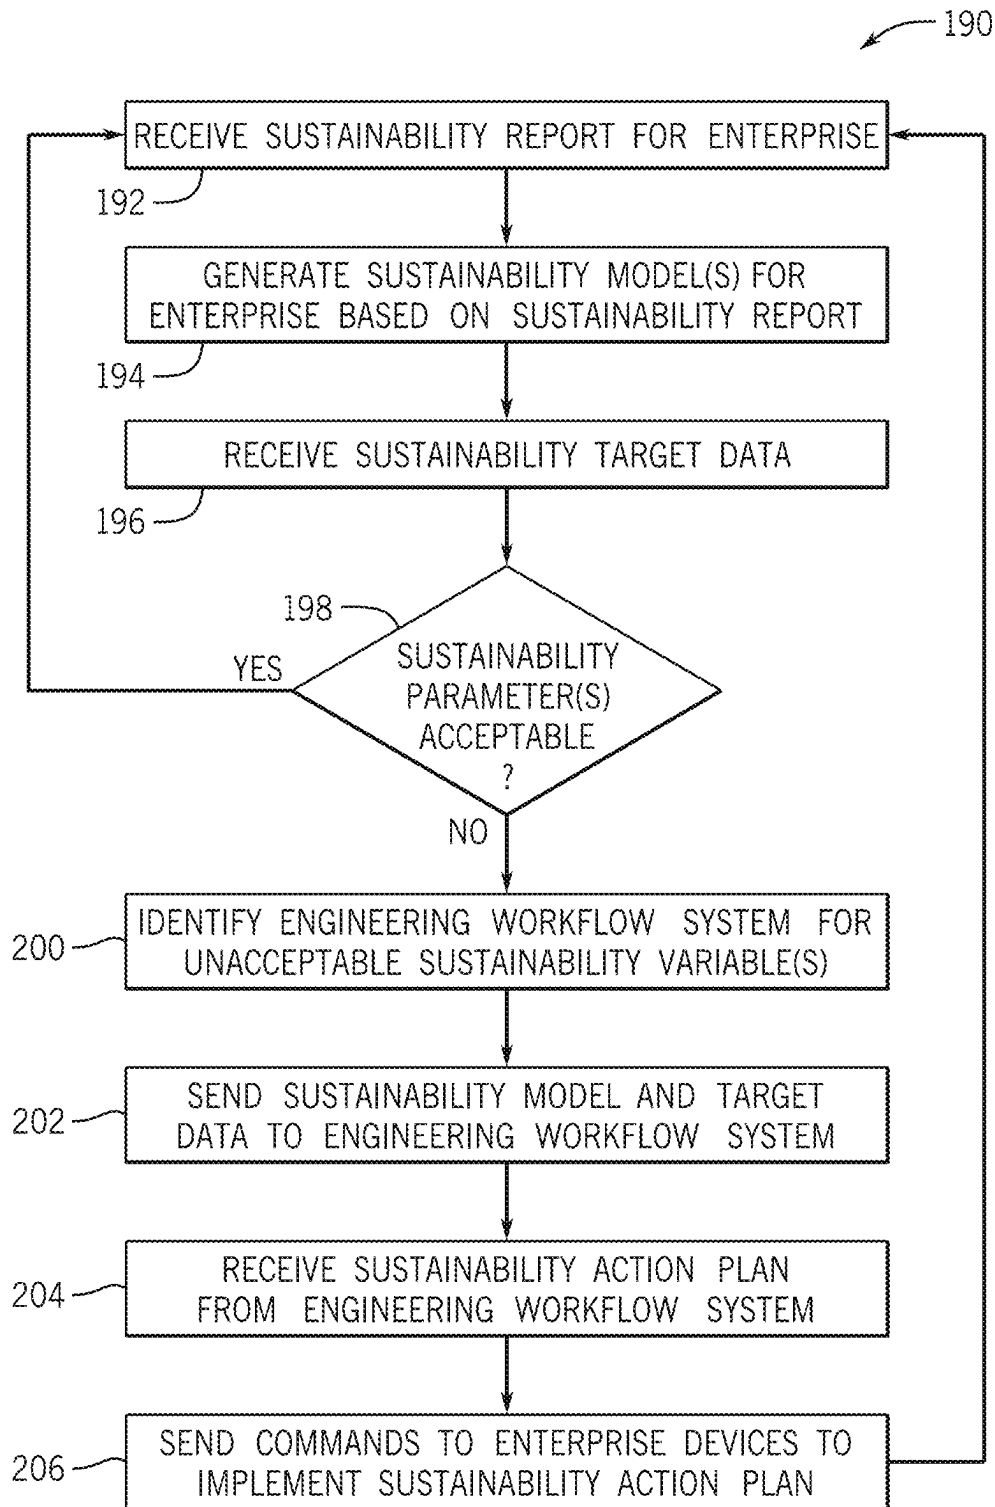 190
RECEIVE SUSTAINABILITY REPORT FOR ENTERPRISE
192
GENERATE SUSTAINABILITY MODEL(S) FOR
ENTERPRISE BASED ON SUSTAINABILITY REPORT
194
RECEIVE SUSTAINABILITY TARGET DATA
196
198
SUSTAINABILITY
PARAMETER(S)
ACCEPTABLE
?
YES
NO
200
IDENTIFY ENGINEERING WORKFLOW SYSTEM FOR
UNACCEPTABLE SUSTAINABILITY VARIABLE(S)
202
SEND SUSTAINABILITY MODEL AND TARGET
DATA TO ENGINEERING WORKFLOW SYSTEM
204
RECEIVE SUSTAINABILITY ACTION PLAN
FROM ENGINEERING WORKFLOW SYSTEM
206
SEND COMMANDS TO ENTERPRISE DEVICES TO
IMPLEMENT SUSTAINABILITY ACTION PLAN